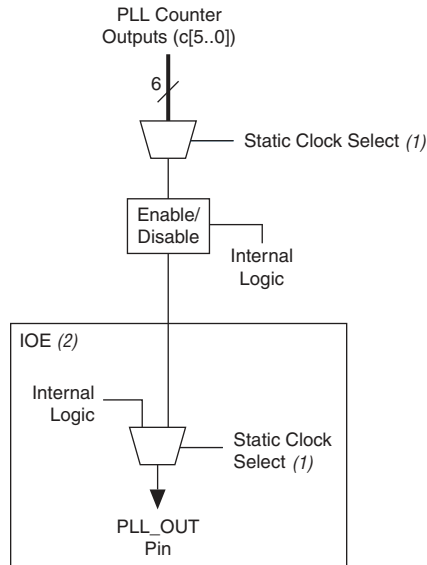 PLL Counter
Outputs (c[5..0])
6
Static Clock Select (1)
Enable/
Disable
Internal
Logic
IOE (2)
Internal
Logic
Static Clock
Select (1)
PLL_OUT
Pin